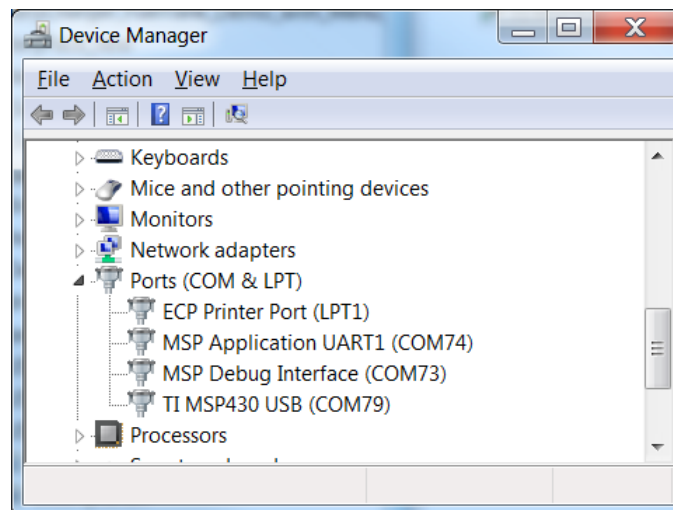 Device Manager
File Action View Help
Keyboards
Mice and other pointing devices
Monitors
Network adapters
Ports (COM & LPT)
ECP Printer Port (LPT1)
MSP Application UART1 (COM74)
MSP Debug Interface (COM73)
TI MSP430 USB (COM79)
Processors